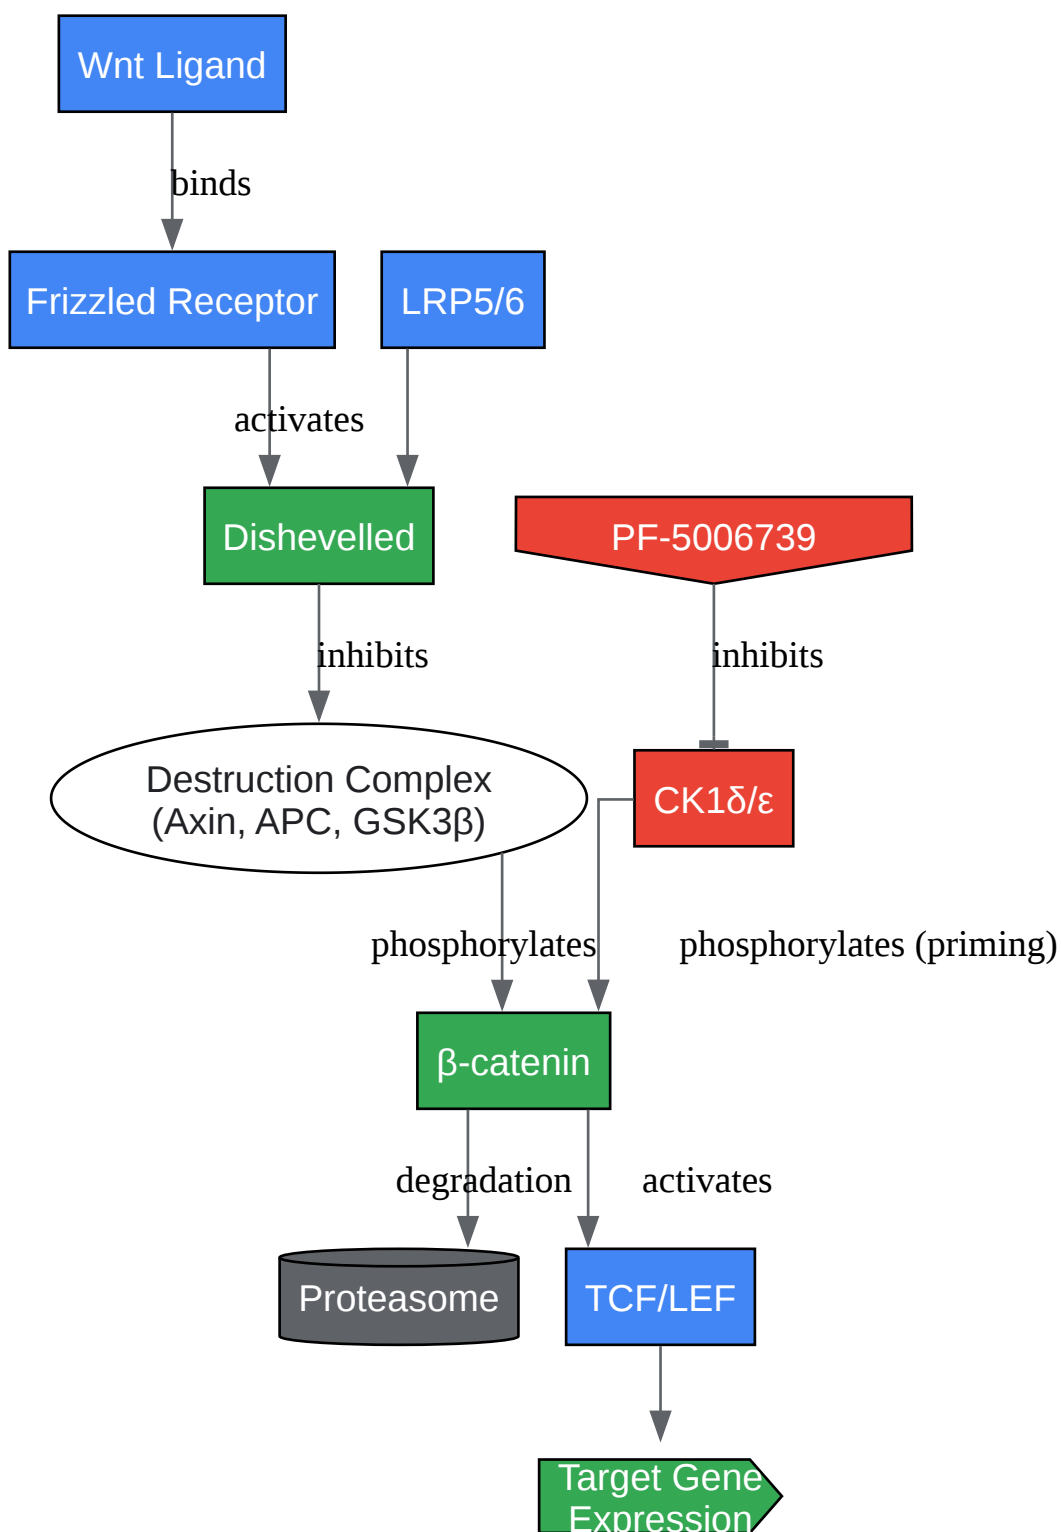 Wnt Ligand
binds
Frizzled Receptor
LRP5/6
activates
Dishevelled
PF-5006739
inhibits
inhibits
Destruction Complex
(Axin, APC, GSK3β)
CK1δ/ε
phosphorylates
phosphorylates (priming)
β-catenin
degradation
activates
Proteasome
TCF/LEF
Target Gene
Expression